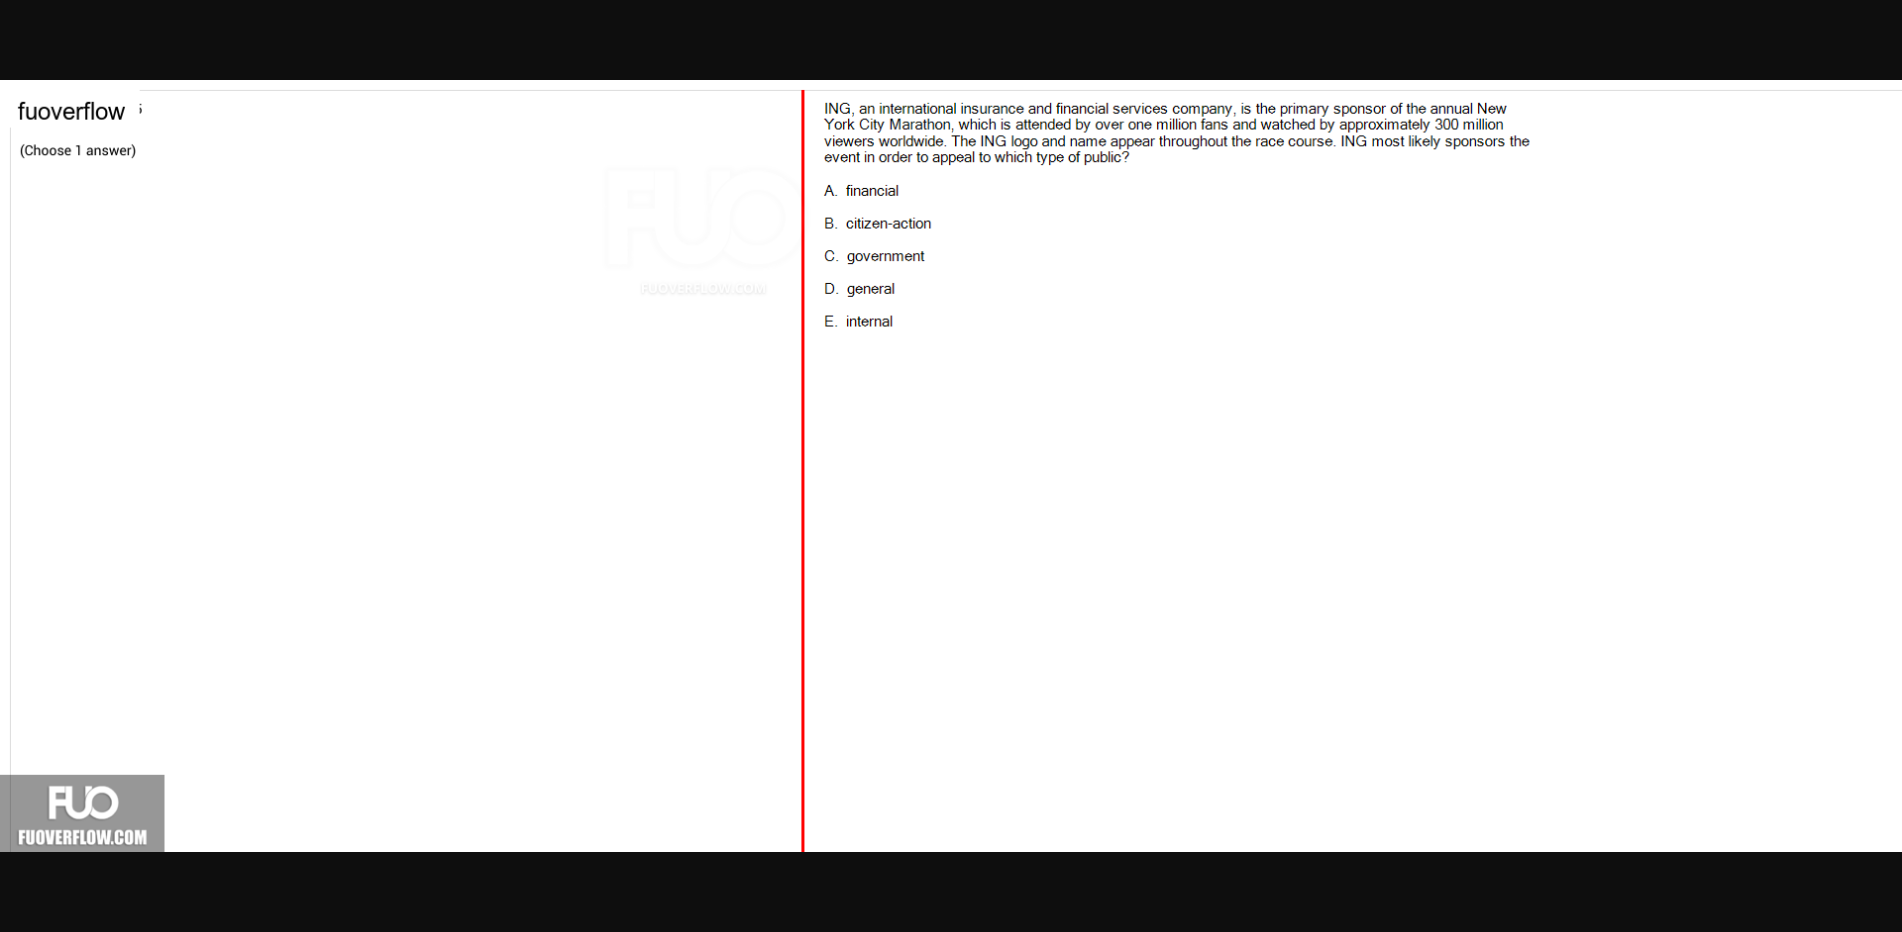 fuoverflow
(Choose 1 answer)
ING, an international insurance and financial services company, is the primary sponsor of the annual New
York City Marathon, which is attended by over one million fans and watched by approximately 300 million
viewers worldwide. The ING logo and name appear throughout the race course. ING most likely sponsors the
event in order to appeal to which type of public?
A. financial
B. citizen-action
C. government
D. general
E. internal
FUO
FUOVERFLOW.COM
FUO
FUOVERFLOW.COM